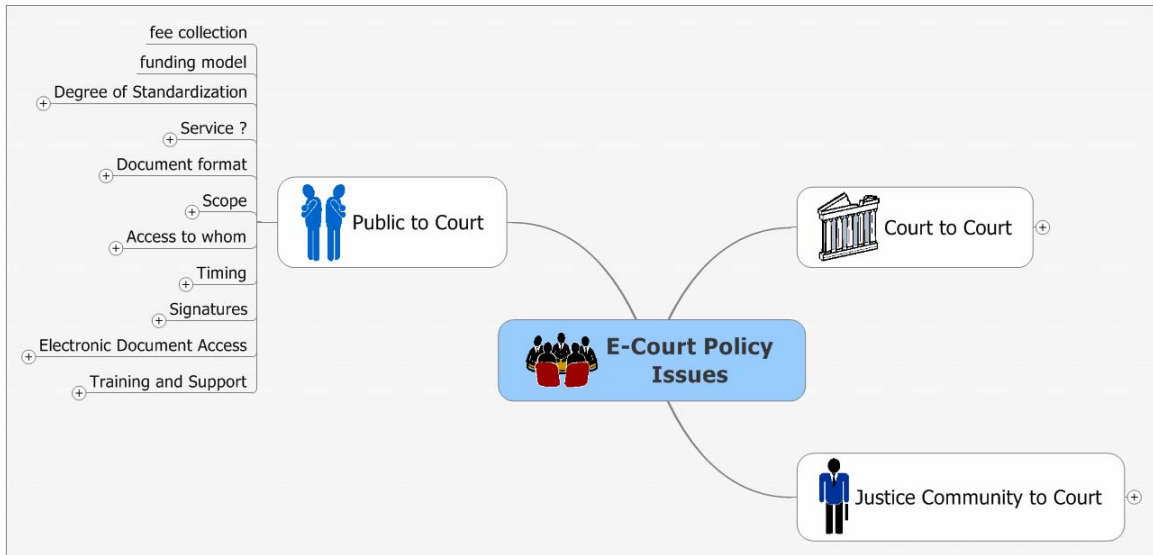 fee collection
funding model
Degree of Standardization
Service ?
Document format
Scope
Access to whom
Timing
Signatures
Electronic Document Access
Training and Support
Public to Court
Court to Court
E-Court Policy
Issues
Justice Community to Court